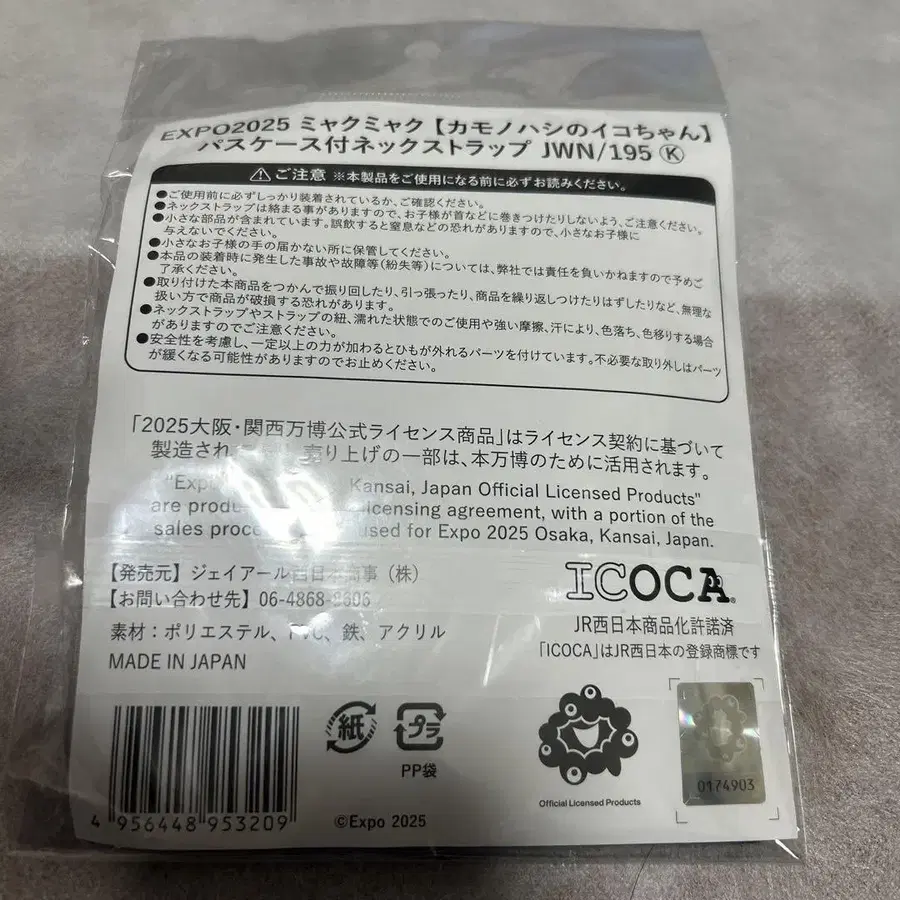 EXPO2025 ミャクミャク【カモノハシのイコちゃん】
パスケース付ネックストラップ JWN/195 Ⓚ
ご注意 ※本製品をご使用になる前に必ずお読みください。
●ご使用前に必ずしっかり装着されているか、ご確認ください。
●ネックストラップは絡まる事がありますので、お子様が首などに巻きつけたりしないよう、ご注意ください。
●小さな部品が含まれています。誤飲すると窒息などの恐れがありますので、小さなお子様に
与えないでください。
●小さなお子様の手の届かない所に保管してください。
●本品の装着時に発生した事故や故障等(紛失等)については、弊社では責任を負いかねますので予めご
了承ください。
●取り付けた本商品をつかんで振り回したり、引っ張ったり、商品を繰り返しつけたりはずしたりなど、無理な
扱い方で商品が破損する恐れがあります。
●ネックストラップやストラップの紐、濡れた状態でのご使用や強い摩擦、汗により、色落ち、色移りする場合
がありますのでご注意ください。
●安全性を考慮し、一定以上の力が加わるとひもが外れるパーツを付けています。不必要な取り外しはパーツ
が緩くなる可能性がありますのでお止めください。
「2025大阪・関西万博公式ライセンス商品」はライセンス契約に基づいて
製造され 売り上げの一部は、本万博のために活用されます。
Kansai, Japan Official Licensed Products"
are licensing agreement, with a portion of the
sales used for Expo 2025 Osaka, Kansai, Japan.
【発売元】ジェイアール西日本商事（株）
【お問い合わせ先】06-4868-
素材：ポリエステル、PVC、鉄、アクリル
MADE IN JAPAN
ICOCA
JR西日本商品化許諾済
「ICOCA」はJR西日本の登録商標です
紙
プラ
PP袋
4 956448 953209
©Expo 2025
Official Licensed Products
0174903